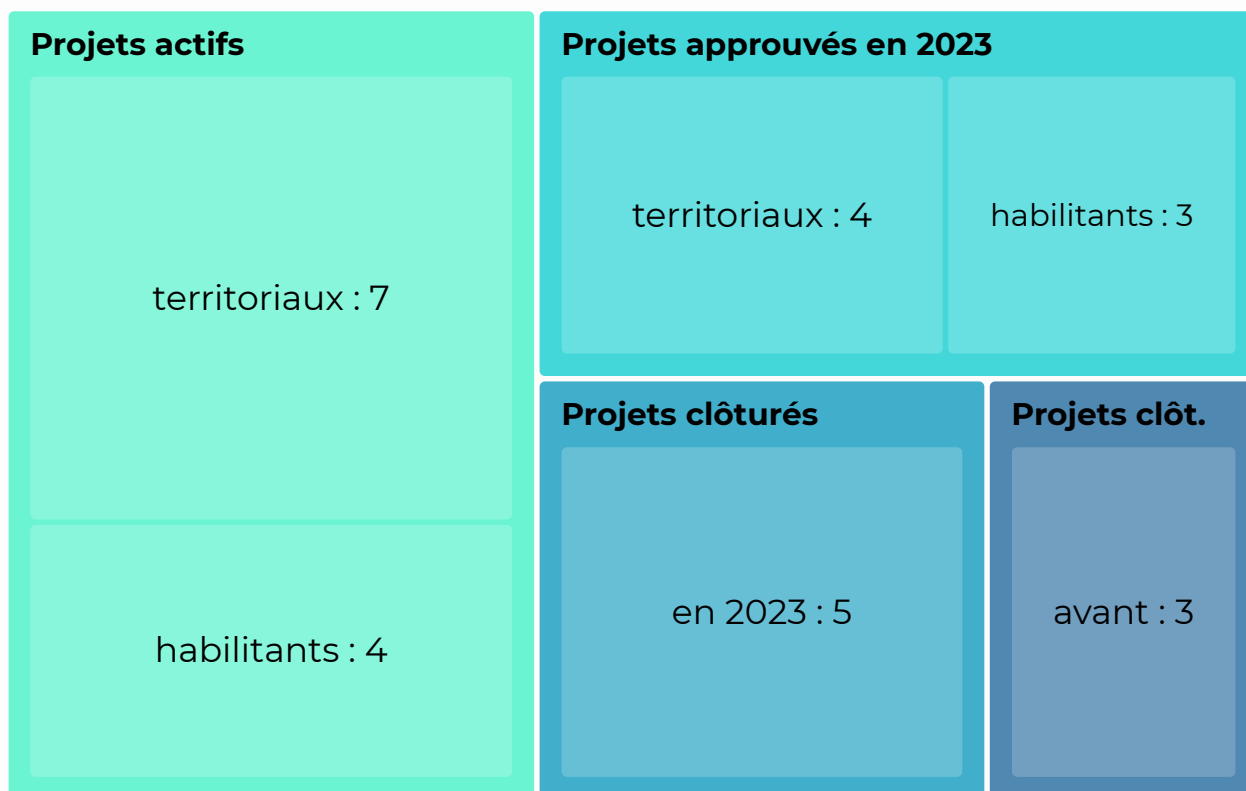 Projets actifs
territoriaux : 7
habilitants : 4
Projets approuvés en 2023
territoriaux : 4
habilitants : 3
Projets clôturés
en 2023 : 5
Projets clôt.
avant : 3